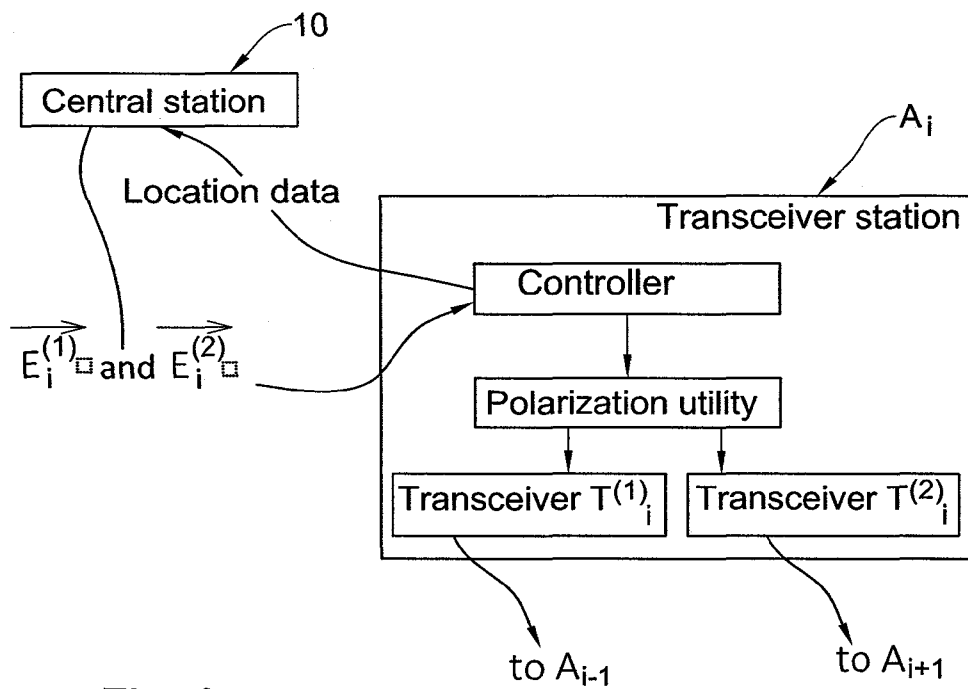 10
Central station
A_i
Location data
Transceiver station
Controller
E_i^(1) and E_i^(2)
Polarization utility
Transceiver T^(1)_i
Transceiver T^(2)_i
to A_i-1
to A_i+1